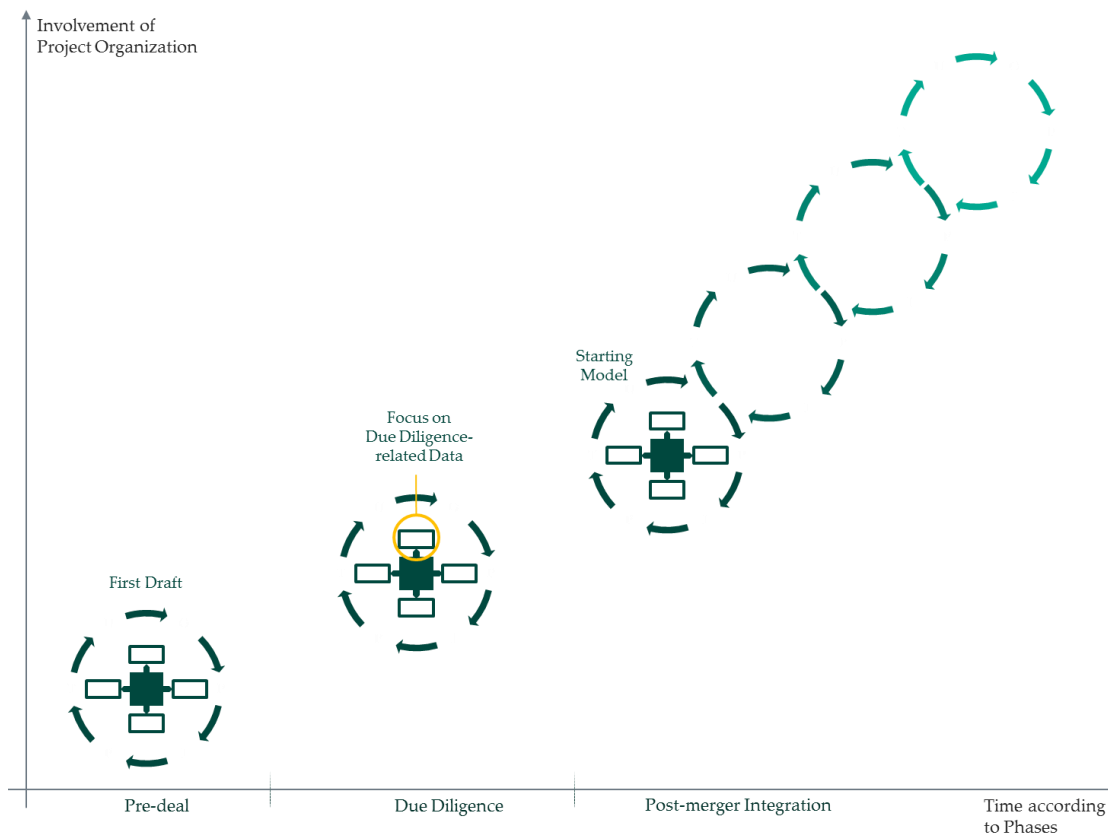 Involvement of
Project Organization
Starting
Model
Focus on
Due Diligence-
related Data
First Draft
Pre-deal
Due Diligence
Post-merger Integration
Time according
to Phases